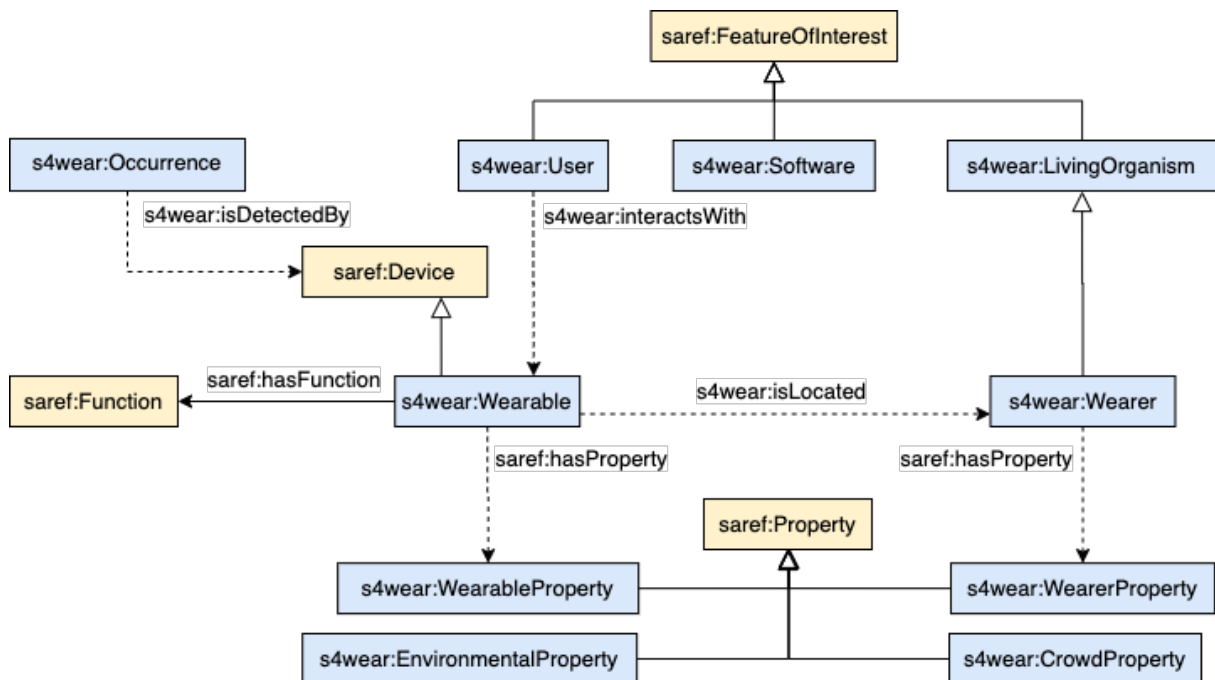 saref:FeatureOfInterest
s4wear:Occurrence
s4wear:User
s4wear:Software
s4wear:LivingOrganism
s4wear:isDetectedBy
s4wear:interactsWith
saref:Device
saref:hasFunction
saref:Function
s4wear:Wearable
s4wear:isLocated
s4wear:Wearer
saref:hasProperty
saref:hasProperty
saref:Property
s4wear:WearableProperty
s4wear:WearerProperty
s4wear:EnvironmentalProperty
s4wear:CrowdProperty